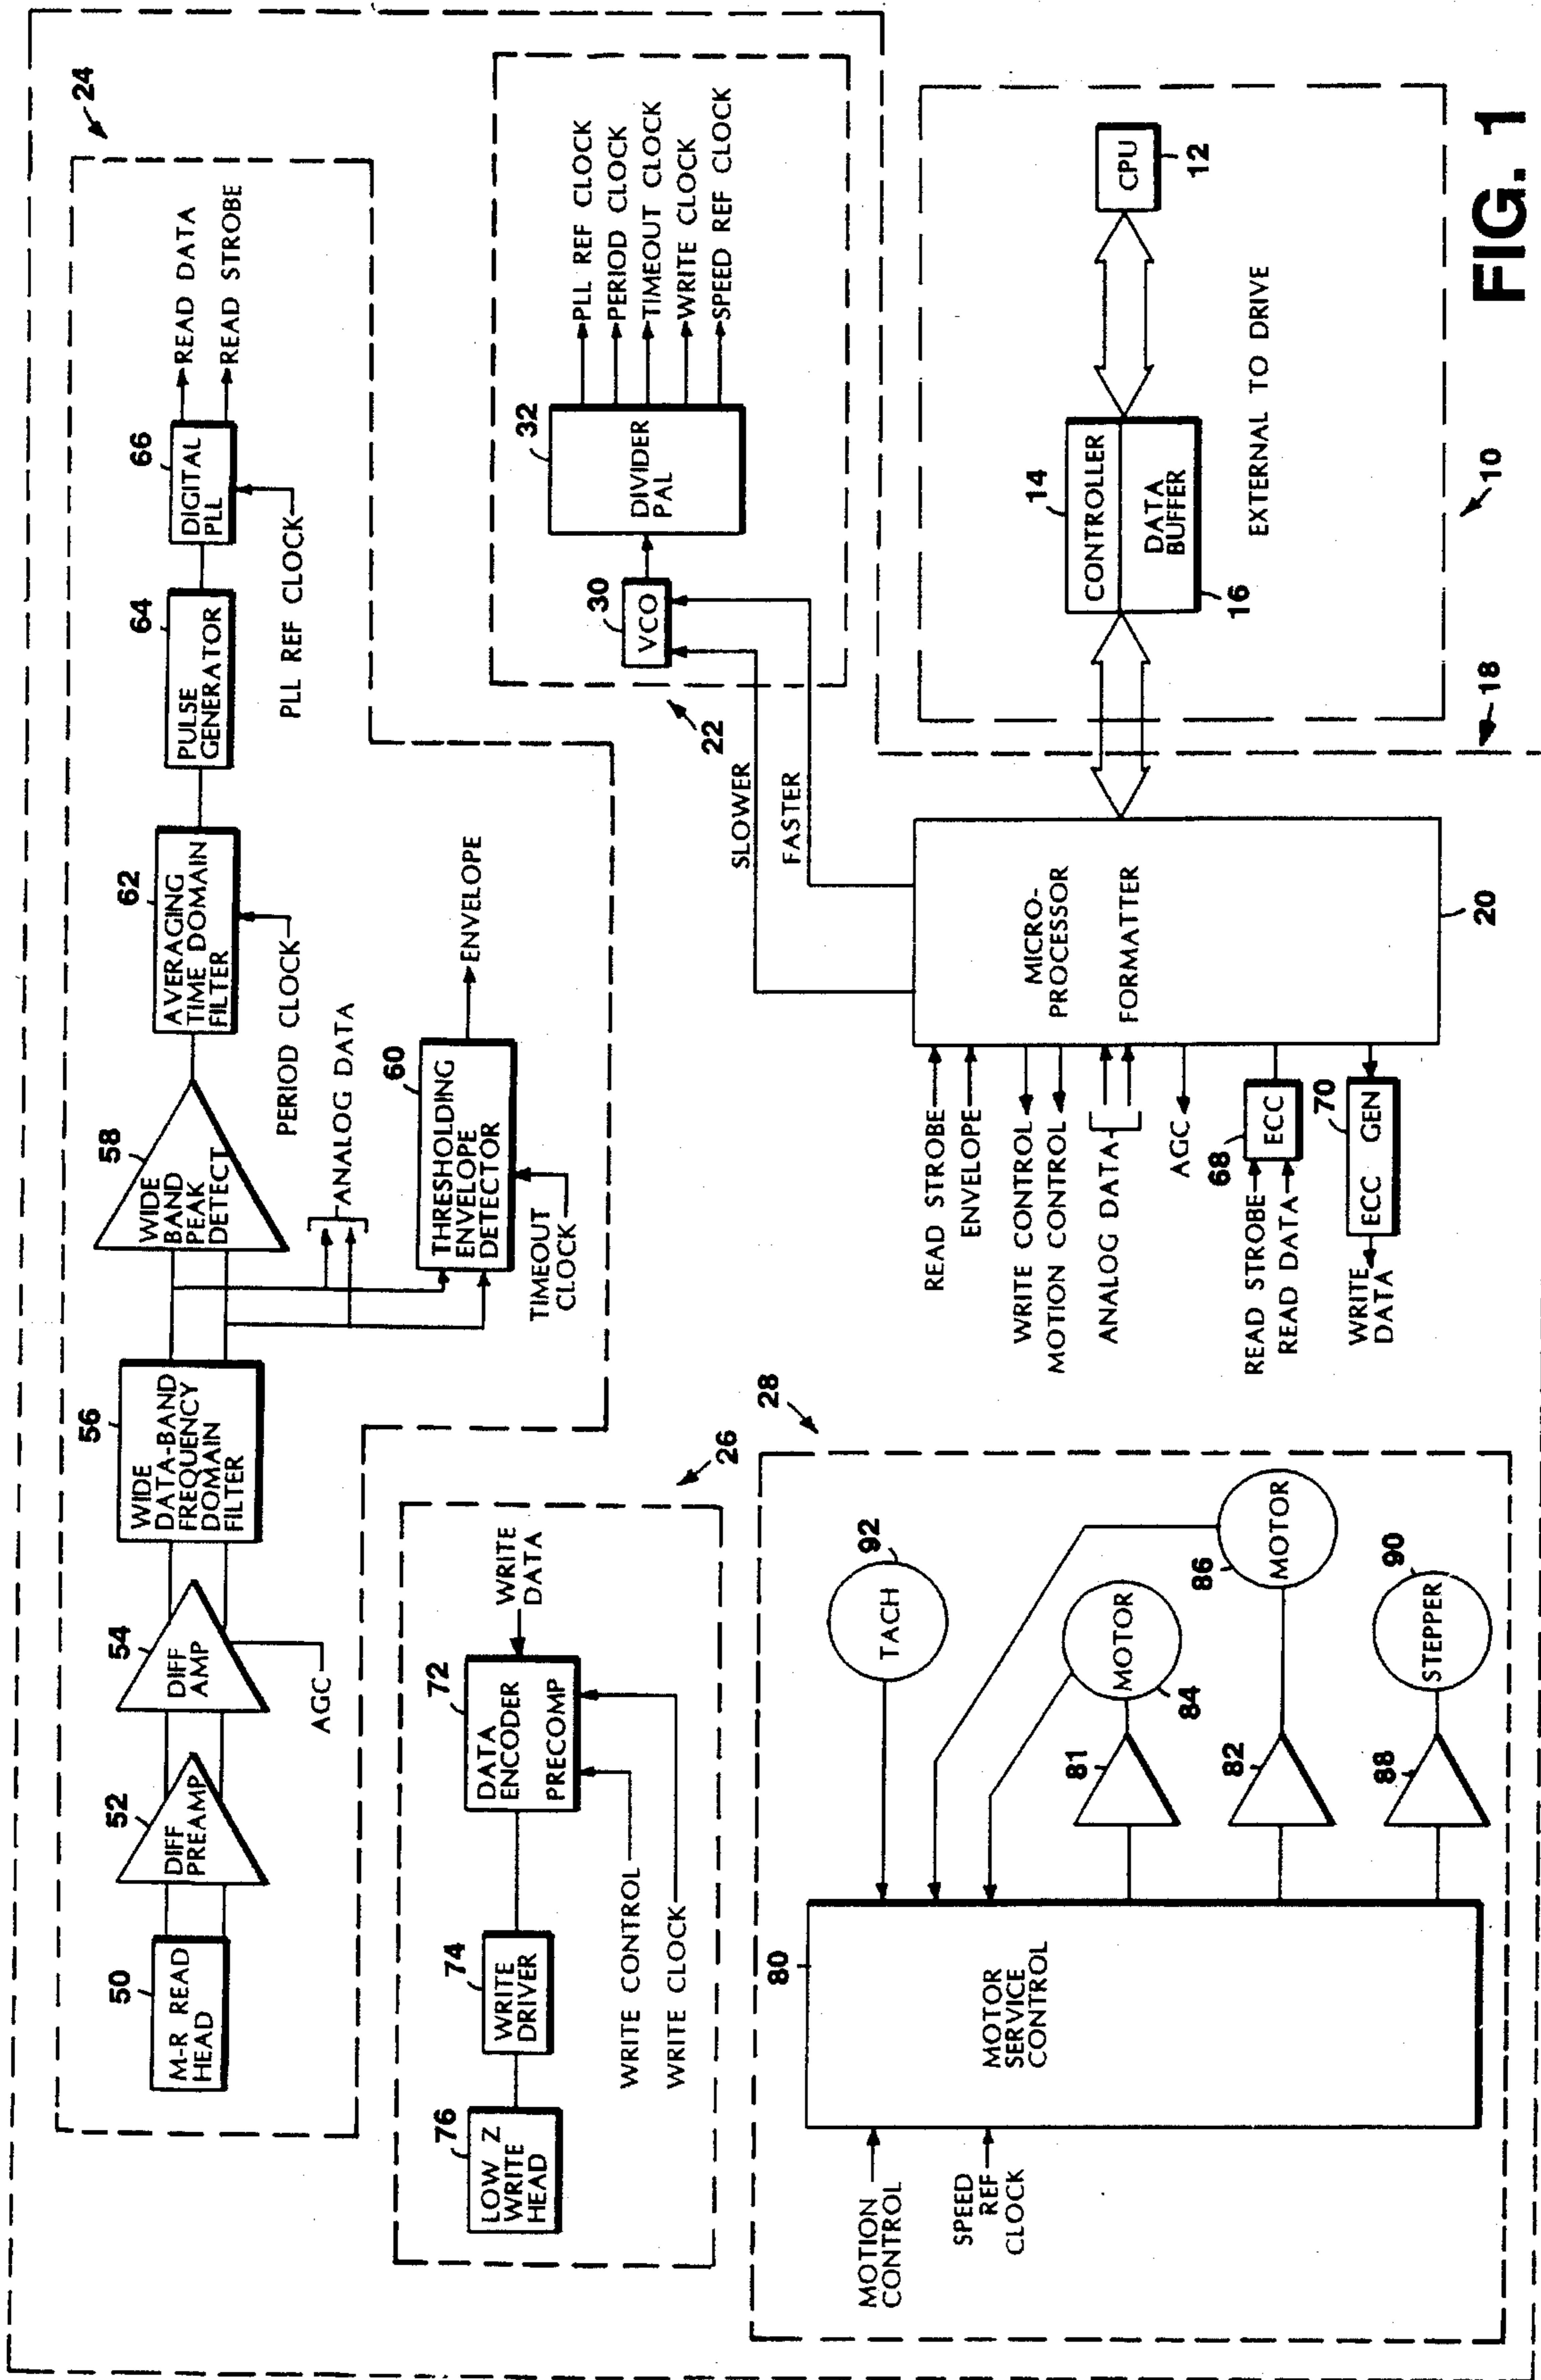 24
50
M-R READ
HEAD
52
DIFF
PREAMP
54
DIFF
AMP
AGC
56
WIDE
DATA-BAND
FREQUENCY
DOMAIN
FILTER
58
WIDE
BAND
PEAK
DETECT
ANALOG DATA
60
THRESHOLDING
ENVELOPE
DETECTOR
TIMEOUT
CLOCK
ENVELOPE
62
AVERAGING
TIME DOMAIN
FILTER
PERIOD CLOCK
64
PULSE
GENERATOR
66
DIGITAL
PLL
PLL REF CLOCK
READ DATA
READ STROBE
26
76
LOW Z
WRITE
HEAD
74
WRITE
DRIVER
72
DATA
ENCODER
PRECOMP
WRITE
DATA
WRITE CONTROL
WRITE CLOCK
22
30
VCO
32
DIVIDER
PAL
PLL REF CLOCK
PERIOD CLOCK
TIMEOUT CLOCK
WRITE CLOCK
SPEED REF CLOCK
SLOWER
FASTER
28
80
MOTOR
SERVICE
CONTROL
MOTION
CONTROL
SPEED
REF
CLOCK
92
TACH
81
MOTOR
84
82
86
MOTOR
88
90
STEPPER
READ STROBE
ENVELOPE
WRITE CONTROL
MOTION CONTROL
ANALOG DATA
AGC
68
READ STROBE
READ DATA
ECC
70
ECC GEN
WRITE
DATA
MICRO-
PROCESSOR
FORMATTER
20
18
14
CONTROLLER
DATA
BUFFER
16
CPU
12
EXTERNAL TO DRIVE
10
FIG. 1